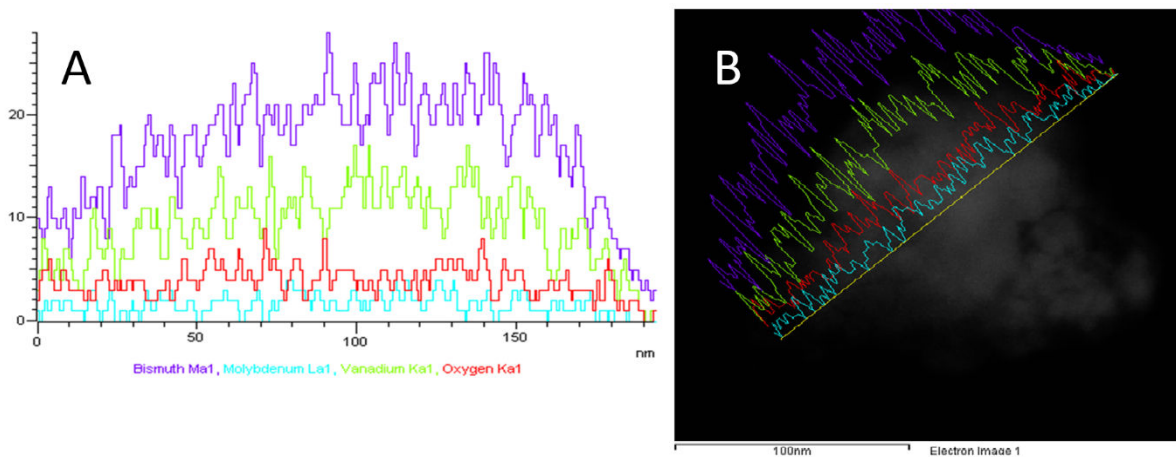 A
20
10
0
0 50 100 150
nm
Bismuth Ma1, Molybdenum La1, Vanadium Ka1, Oxygen Ka1
B
100nm Electron Image 1